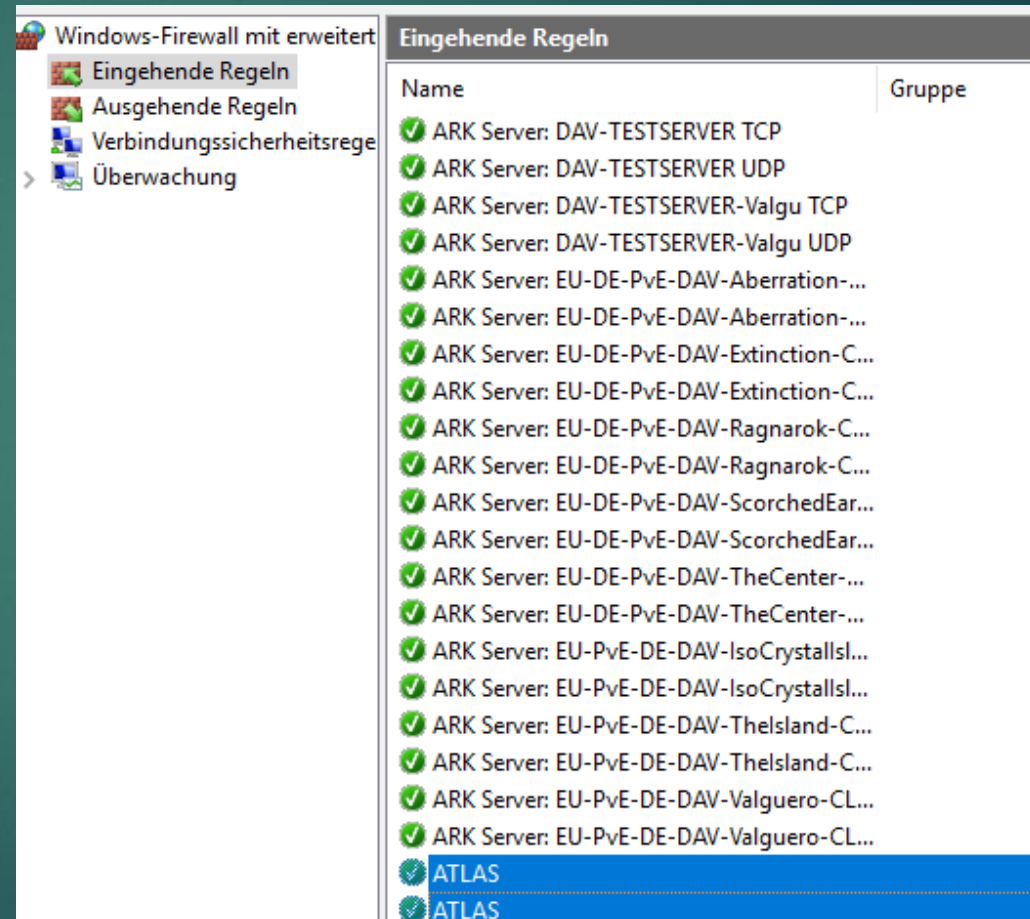 Windows-Firewall mit erweitert
Eingehende Regeln
Ausgehende Regeln
Verbindungssicherheitsrege
Überwachung
Eingehende Regeln
Name Gruppe
ARK Server: DAV-TESTSERVER TCP
ARK Server: DAV-TESTSERVER UDP
ARK Server: DAV-TESTSERVER-Valgu TCP
ARK Server: DAV-TESTSERVER-Valgu UDP
ARK Server: EU-DE-PvE-DAV-Aberration-...
ARK Server: EU-DE-PvE-DAV-Aberration-...
ARK Server: EU-DE-PvE-DAV-Extinction-C...
ARK Server: EU-DE-PvE-DAV-Extinction-C...
ARK Server: EU-DE-PvE-DAV-Ragnarok-C...
ARK Server: EU-DE-PvE-DAV-Ragnarok-C...
ARK Server: EU-DE-PvE-DAV-ScorchedEar...
ARK Server: EU-DE-PvE-DAV-ScorchedEar...
ARK Server: EU-DE-PvE-DAV-TheCenter-...
ARK Server: EU-DE-PvE-DAV-TheCenter-...
ARK Server: EU-PvE-DE-DAV-IsoCrystalIsl...
ARK Server: EU-PvE-DE-DAV-IsoCrystalIsl...
ARK Server: EU-PvE-DE-DAV-TheIsland-C...
ARK Server: EU-PvE-DE-DAV-TheIsland-C...
ARK Server: EU-PvE-DE-DAV-Valguero-CL...
ARK Server: EU-PvE-DE-DAV-Valguero-CL...
ATLAS
ATLAS